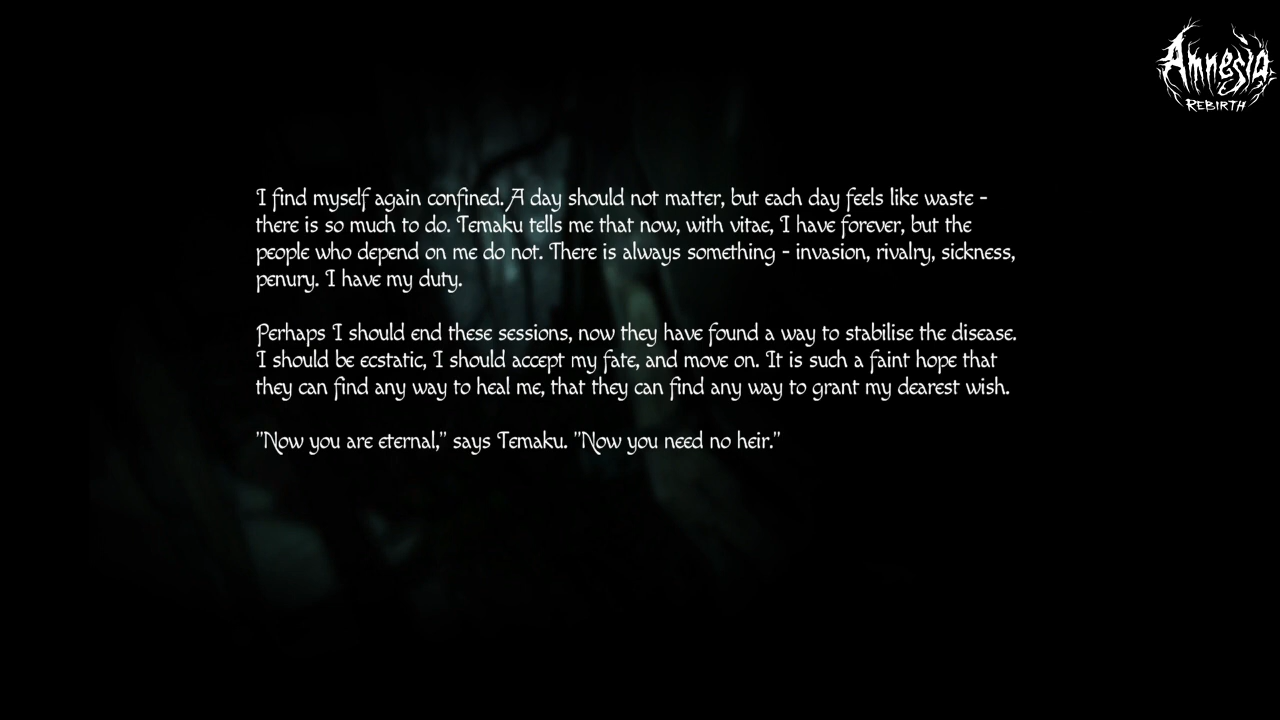 Amnesia
REBIRTH
I find myself again confined. A day should not matter, but each day feels like waste -
there is so much to do. Temaku tells me that now, with vitae, I have forever, but the
people who depend on me do not. There is always something - invasion, rivalry, sickness,
penury. I have my duty.
Perhaps I should end these sessions, now they have found a way to stabilise the disease.
I should be ecstatic, I should accept my fate, and move on. It is such a faint hope that
they can find any way to heal me, that they can find any way to grant my dearest wish.
"Now you are eternal," says Temaku. "Now you need no heir."